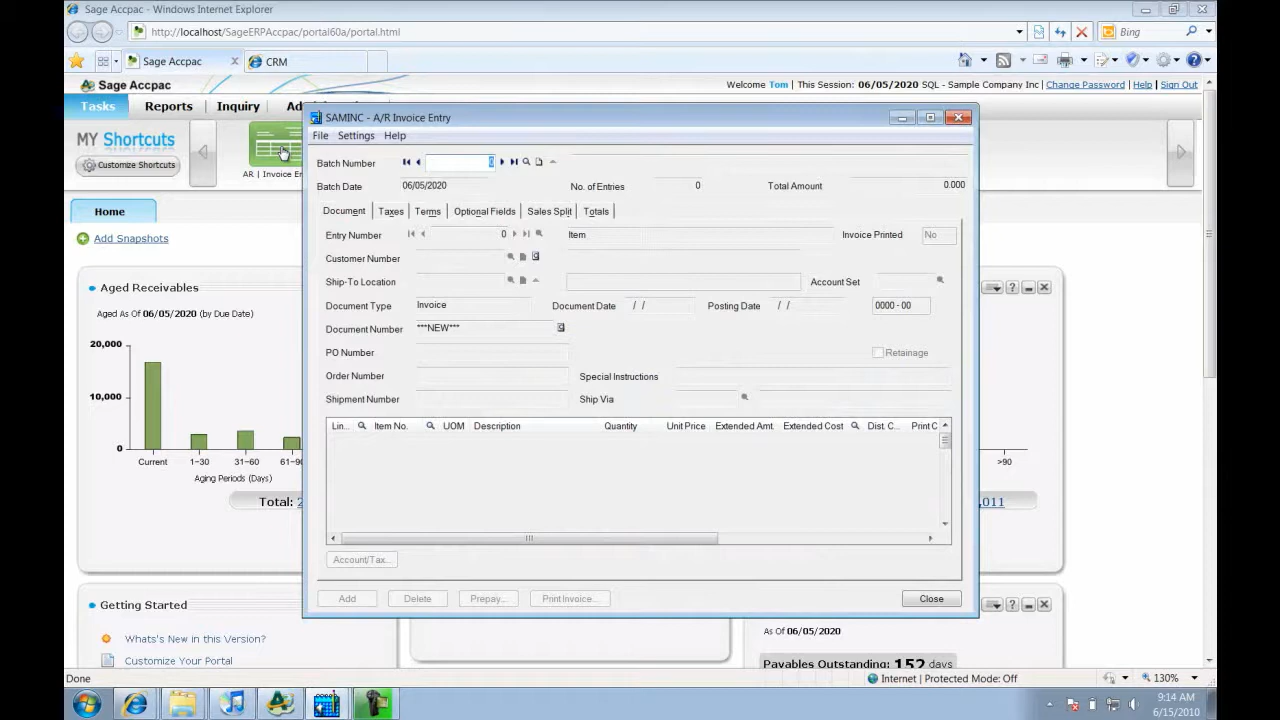 Sage Accpac - Windows Internet Explorer
http://localhost/SageERPAccpac/portal60a/portal.html
Bing
Sage Accpac
CRM
Sage Accpac
Welcome Tom | This Session: 06/05/2020 SQL - Sample Company Inc | Change Password | Help | Sign Out
Tasks Reports Inquiry Ad
MY Shortcuts
Customize Shortcuts
AR | Invoice En
Home
Add Snapshots
Aged Receivables
Aged As Of 06/05/2020 (by Due Date)
20,000
10,000
0
Current 1-30 31-60 61-90
Aging Periods (Days)
Total: 2
SAMINC - A/R Invoice Entry
File Settings Help
Batch Number 0
Batch Date 06/05/2020 No. of Entries 0 Total Amount 0.000
Document Taxes Terms Optional Fields Sales Split Totals
Entry Number 0 Item Invoice Printed No
Customer Number
Ship-To Location Account Set
Document Type Invoice Document Date / / Posting Date / / 0000 - 00
Document Number ***NEW***
PO Number Retainage
Order Number Special Instructions
Shipment Number Ship Via
Lin... Item No. UOM Description Quantity Unit Price Extended Amt. Extended Cost Dist. C... Print C
Account/Tax...
Add Delete Prepay... Print Invoice... Close
>90
,011
Getting Started
Whats's New in this Version?
Customize Your Portal
As Of 06/05/2020
Payables Outstanding: 152 days
Done
Internet | Protected Mode: Off
130%
9:14 AM
6/15/2010